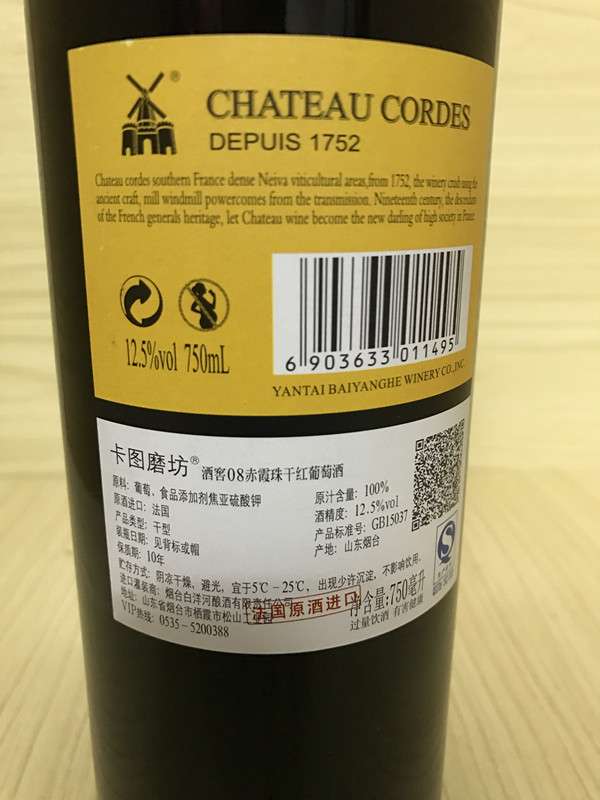 ®
CHATEAU CORDES
DEPUIS 1752
Chateau cordes southern France dense Neiva viticultural areas,from 1752, the winery crush using the
ancient craft, mill windmill powercomes from the transmission. Nineteenth century, the descendants
of the French generals heritage, let Chateau wine become the new darling of high society in France.
12.5%vol 750mL
6 903633 011495
YANTAI BAIYANGHE WINERY CO.,INC.
卡图磨坊® 酒窖08赤霞珠干红葡萄酒
原料: 葡萄、食品添加剂焦亚硫酸钾
原汁含量: 100%
原酒进口: 法国
酒精度: 12.5%vol
产品类型: 干型
产品标准号: GB15037
装瓶日期: 见背标或帽
产地: 山东烟台
保质期: 10年
贮存方式: 阴凉干燥, 避光, 宜于5℃-25℃, 出现少许沉淀, 不影响饮用。
进口灌装商: 烟台白洋河酿酒有限责任公司
净含量:750毫升
地址: 山东省烟台市栖霞市松山
法国原酒进口
过量饮酒 有害健康
VIP热线: 0535-5200388